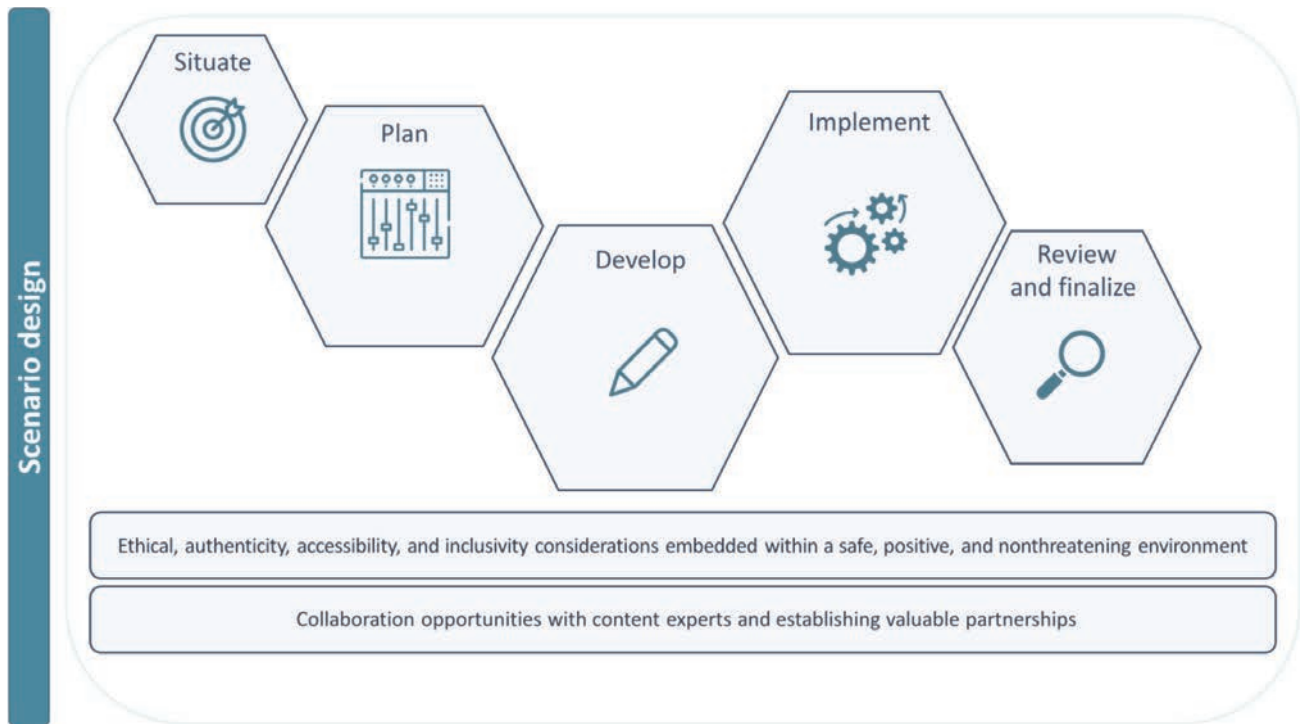 Scenario design
Situate
Plan
Develop
Implement
Review
and finalize
Ethical, authenticity, accessibility, and inclusivity considerations embedded within a safe, positive, and nonthreatening environment
Collaboration opportunities with content experts and establishing valuable partnerships